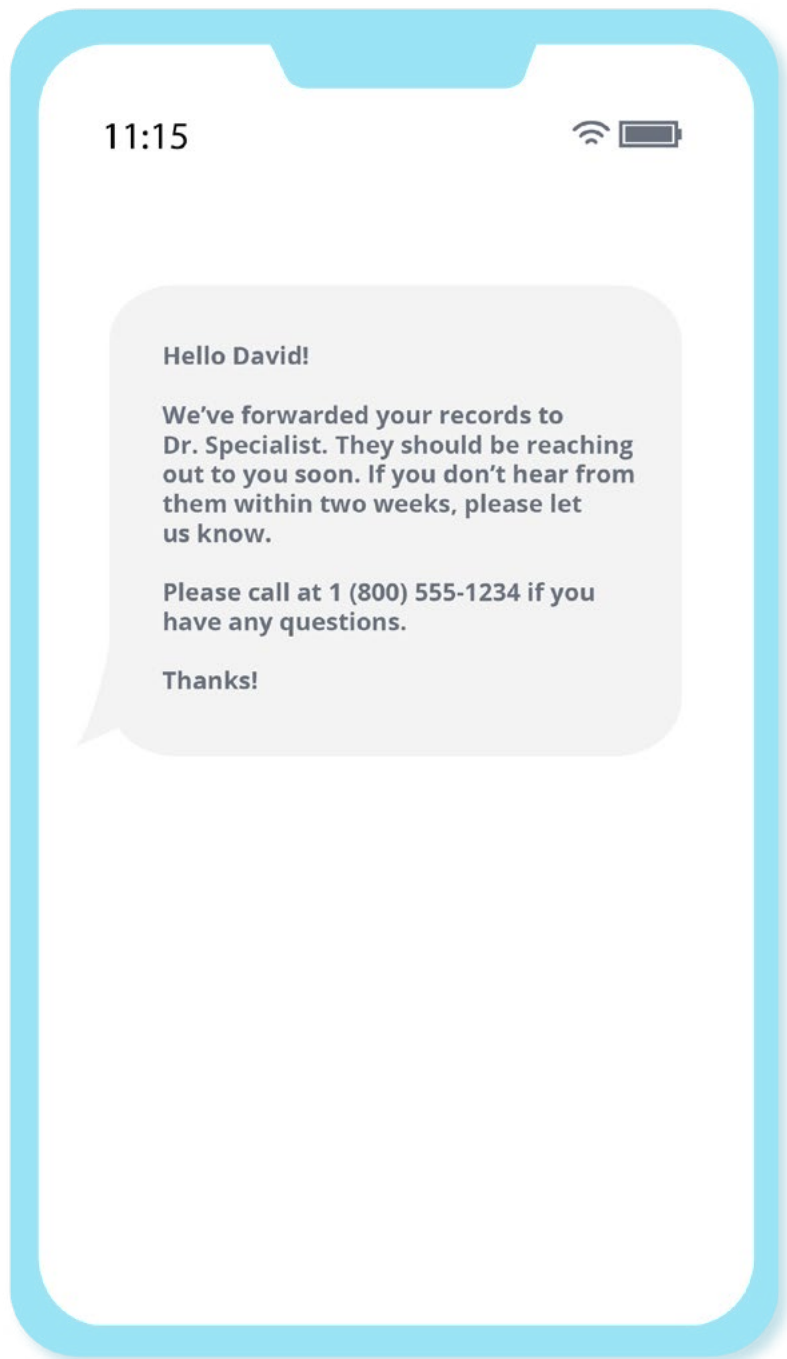 11:15
Hello David!
We’ve forwarded your records to
Dr. Specialist. They should be reaching
out to you soon. If you don’t hear from
them within two weeks, please let
us know.
Please call at 1 (800) 555-1234 if you
have any questions.
Thanks!